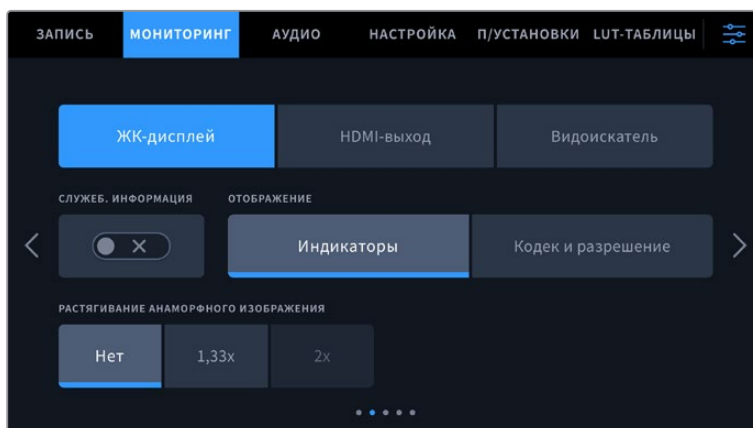 ЗАПИСЬ МОНИТОРИНГ АУДИО НАСТРОЙКА П/УСТАНОВКИ LUT-ТАБЛИЦЫ
ЖК-дисплей HDMI-выход Видоискатель
СЛУЖЕБ. ИНФОРМАЦИЯ ОТОБРАЖЕНИЕ
Индикаторы Кодек и разрешение
РАСТЯГИВАНИЕ АНАМОРФНОГО ИЗОБРАЖЕНИЯ
Нет 1,33x 2x